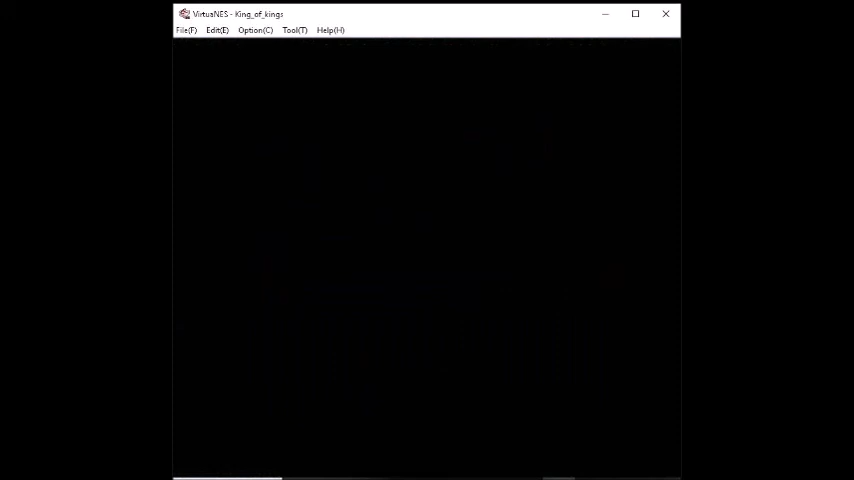 VirtuaNES - King_of_kings
File(F) Edit(E) Option(C) Tool(T) Help(H)